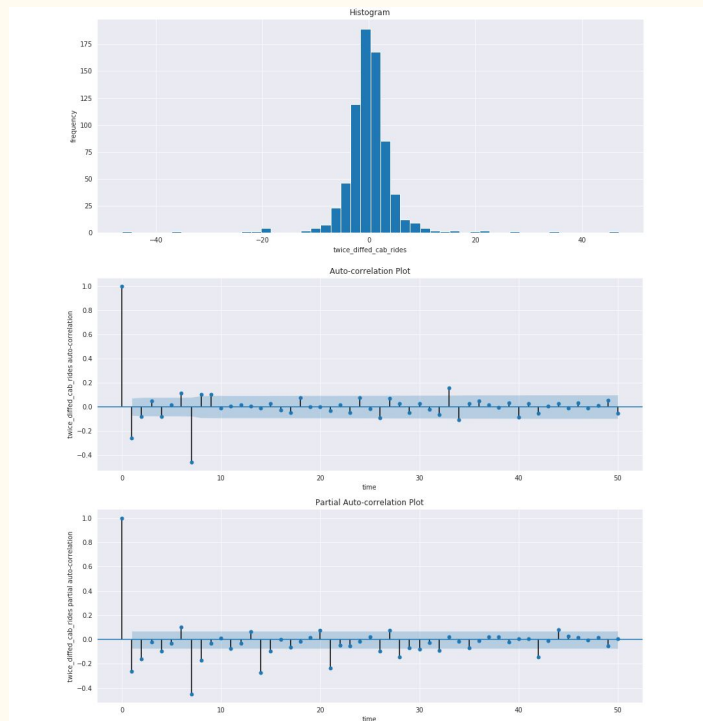 Histogram
175
150
125
100
75
50
25
0
frequency
−40 −20 0 20 40
twice_diffed_cab_rides
Auto-correlation Plot
1.0
0.8
0.6
0.4
0.2
0.0
−0.2
−0.4
twice_diffed_cab_rides auto-correlation
0 10 20 30 40 50
time
Partial Auto-correlation Plot
1.0
0.8
0.6
0.4
0.2
0.0
−0.2
−0.4
twice_diffed_cab_rides partial auto-correlation
0 10 20 30 40 50
time